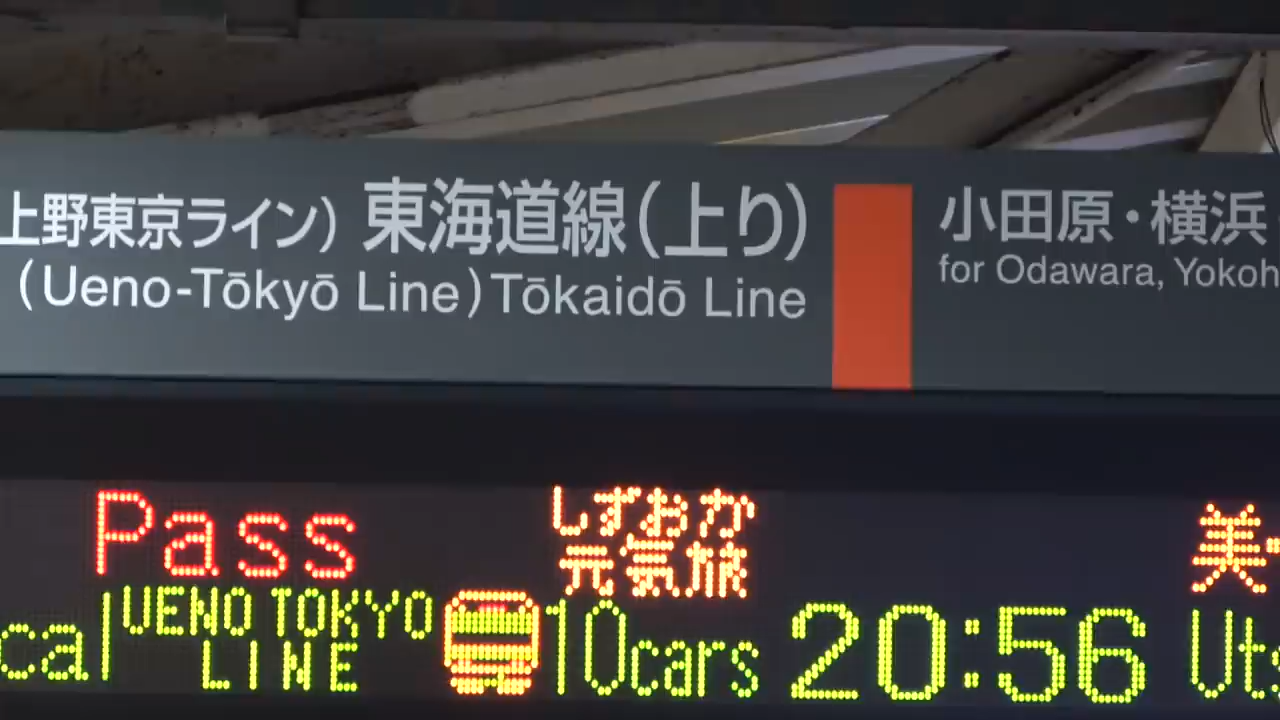 上野東京ライン) 東海道線(上り)
(Ueno-Tōkyō Line) Tōkaidō Line
小田原・横浜
for Odawara, Yokoh
Pass
しずおか
元気旅
美
cal UENO TOKYO LINE 10cars 20:56 Uts